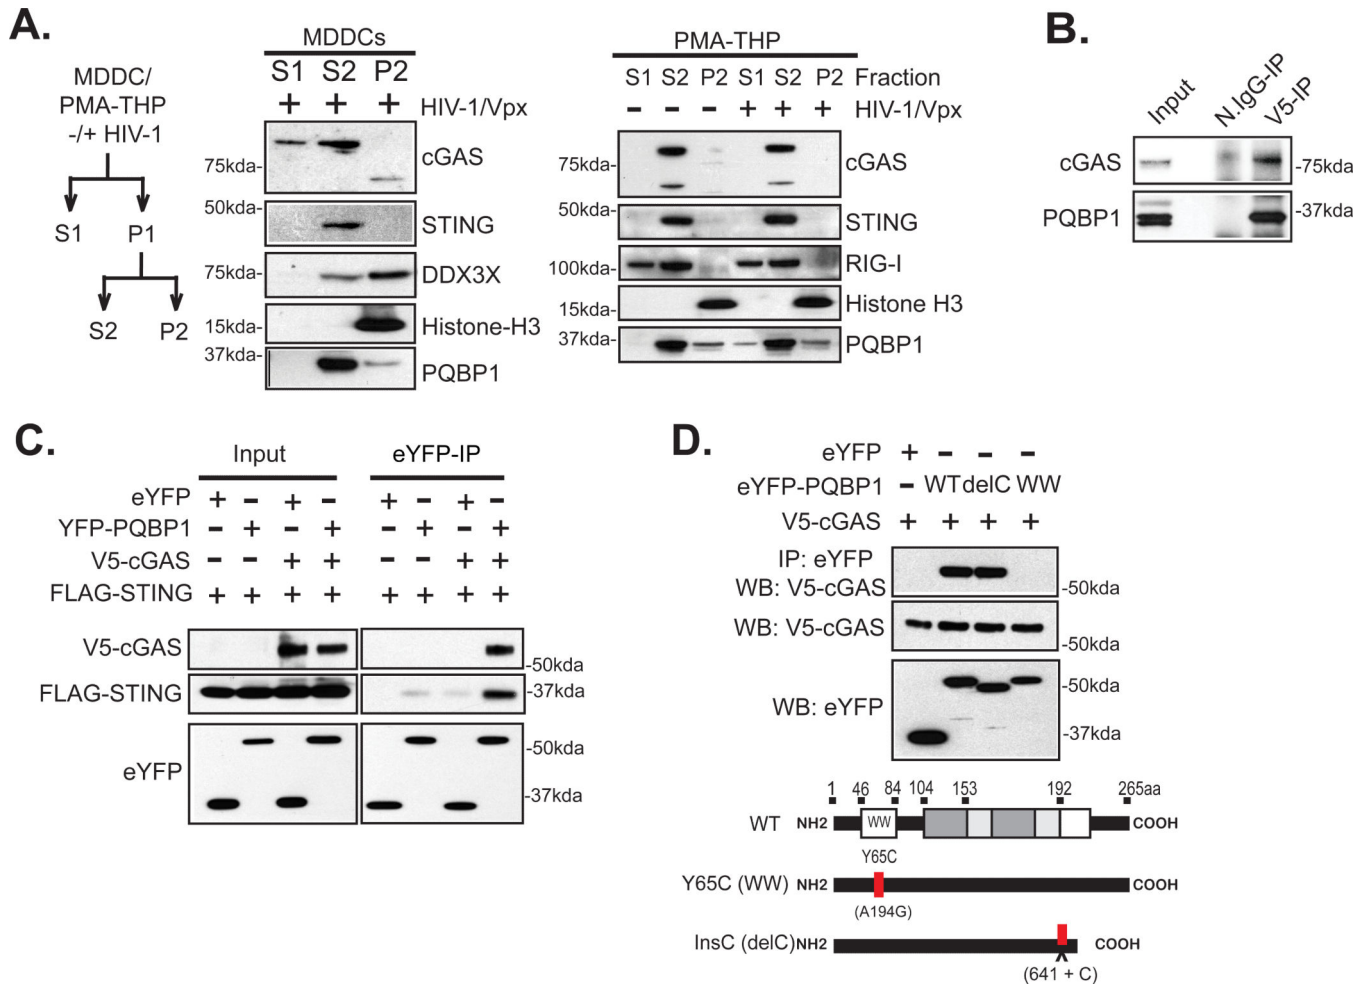 A.
MDDC/
PMA-THP
-/+ HIV-1
S1 P1
S2 P2
MDDCs
S1 S2 P2
+ + + HIV-1/Vpx
75kda- cGAS
50kda- STING
75kda- DDX3X
15kda- Histone-H3
37kda- PQBP1
PMA-THP
S1 S2 P2 S1 S2 P2 Fraction
- - - + + + HIV-1/Vpx
75kda- cGAS
50kda- STING
100kda- RIG-I
15kda- Histone H3
37kda- PQBP1
B.
Input N.IgG-IP V5-IP
cGAS -75kda
PQBP1 -37kda
C.
Input eYFP-IP
eYFP + - + - + - + -
YFP-PQBP1 - + - + - + - +
V5-cGAS - - + + - - + +
FLAG-STING + + + + + + + +
V5-cGAS -50kda
FLAG-STING -37kda
eYFP -50kda
-37kda
D.
eYFP + - - -
eYFP-PQBP1 - WT delC WW
V5-cGAS + + + +
IP: eYFP
WB: V5-cGAS -50kda
WB: V5-cGAS -50kda
WB: eYFP -50kda
-37kda
1 46 84 104 153 192 265aa
WT NH2 WW COOH
Y65C
Y65C (WW) NH2 COOH
(A194G)
InsC (delC) NH2 COOH
(641 + C)